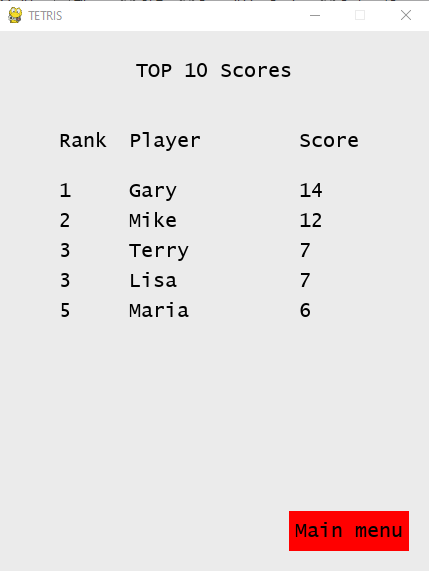 TETRIS
TOP 10 Scores
Rank Player Score
1 Gary 14
2 Mike 12
3 Terry 7
3 Lisa 7
5 Maria 6
Main menu